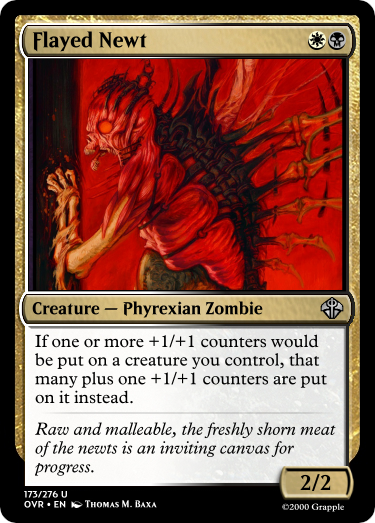 Flayed Newt
Creature — Phyrexian Zombie
If one or more +1/+1 counters would
be put on a creature you control, that
many plus one +1/+1 counters are put
on it instead.
Raw and malleable, the freshly shorn meat
of the newts is an inviting canvas for
progress.
2/2
173/276 U
OVR • EN Thomas M. Baxa
©2000 Grapple